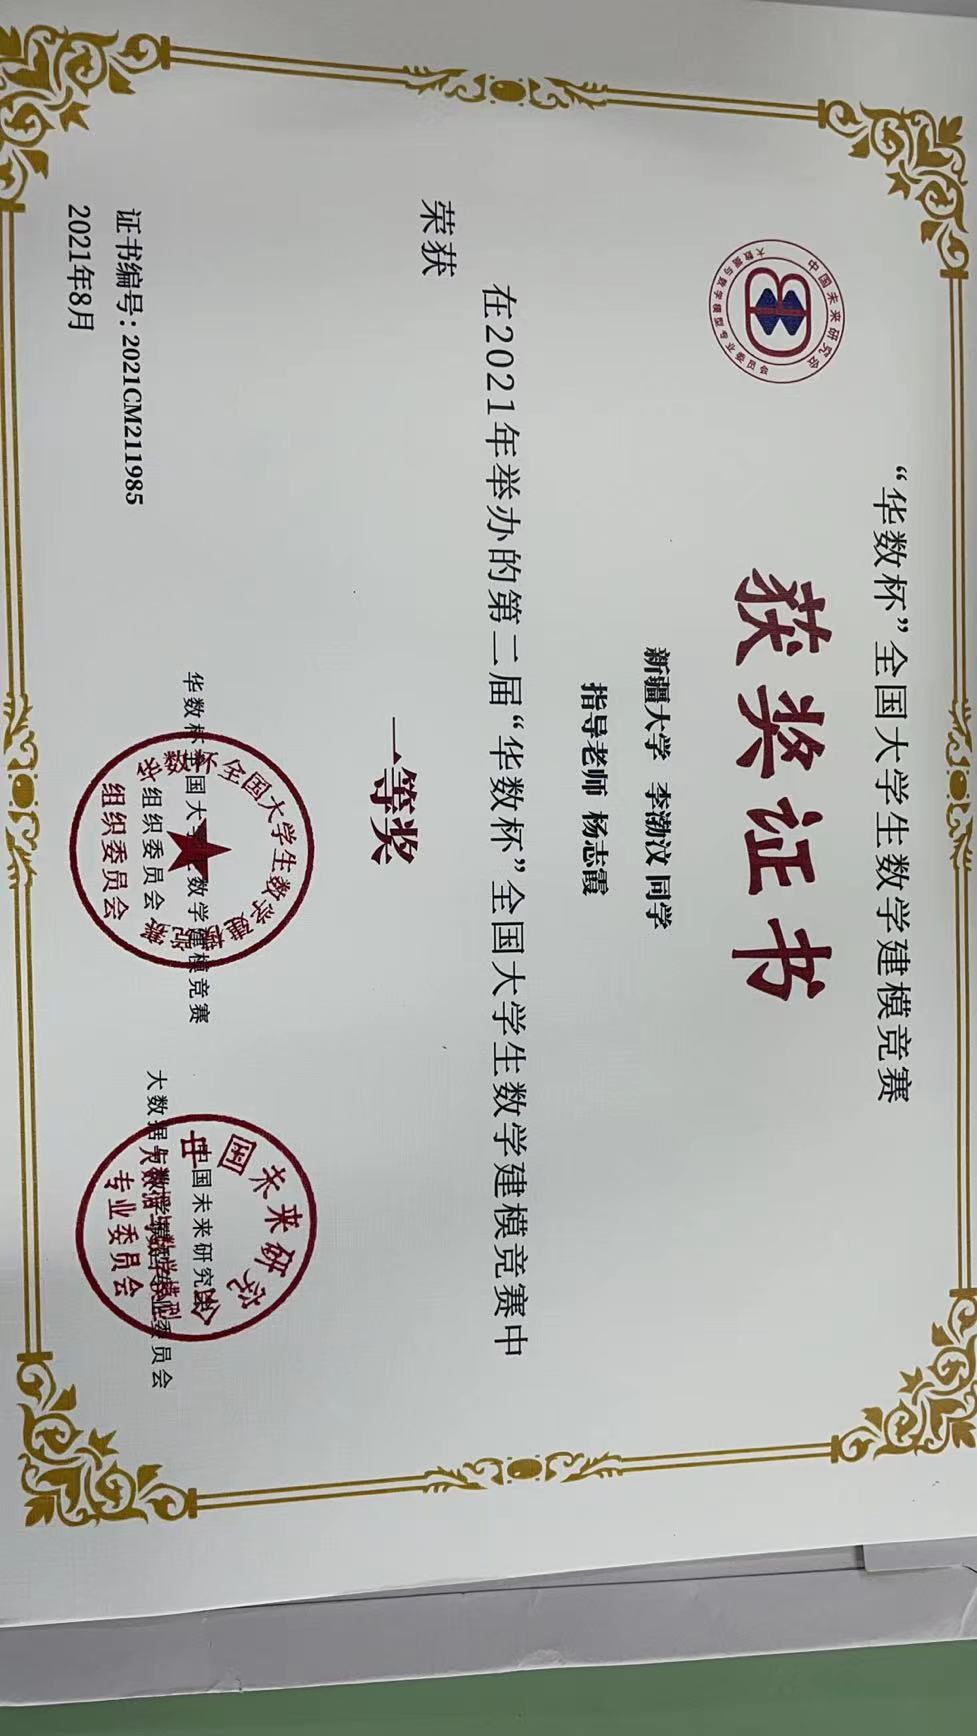 “华数杯”全国大学生数学建模竞赛
中国未来研究会
大数据与数学模型专业委员会
获奖证书
新疆大学 李渤汶 同学
指导老师 杨志霞
在2021年举办的第二届“华数杯”全国大学生数学建模竞赛中
荣获
一等奖
华数杯全国大学生数学建模竞赛
组织委员会
华数杯全国大学生数学建模竞赛
组织委员会
中国未来研究会
大数据与数学模型专业委员会
中国未来研究会
大数据与数学模型
专业委员会
证书编号: 2021CM211985
2021年8月